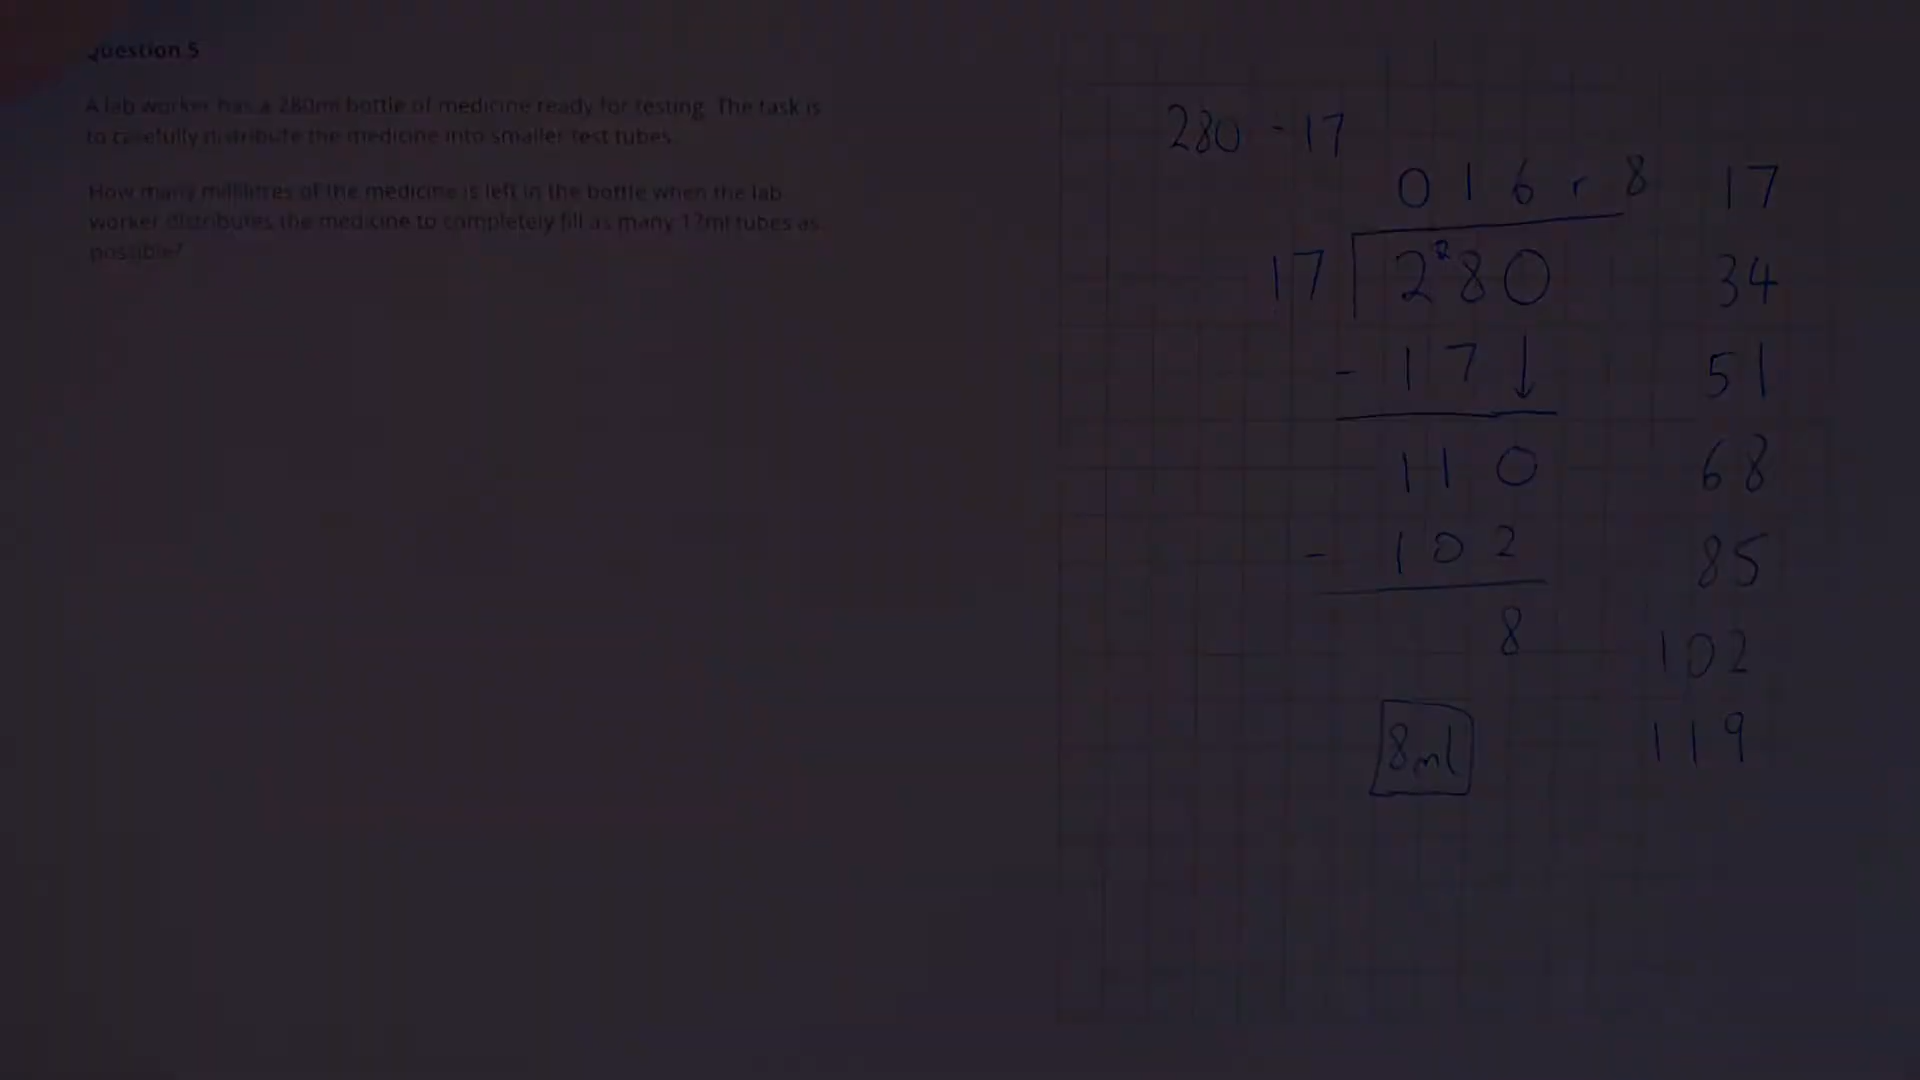 Question 5
A lab worker has a 280ml bottle of medicine ready for testing. The task is
to carefully distribute the medicine into smaller test tubes.
How many millilitres of the medicine is left in the bottle when the lab
worker distributes the medicine to completely fill as many 17ml tubes as
possible?
280 - 17
0 1 6 r 8
17 2 2 8 0
- 1 7 ↓
1 1 0
- 1 0 2
8
8ml
17
34
51
68
85
102
119